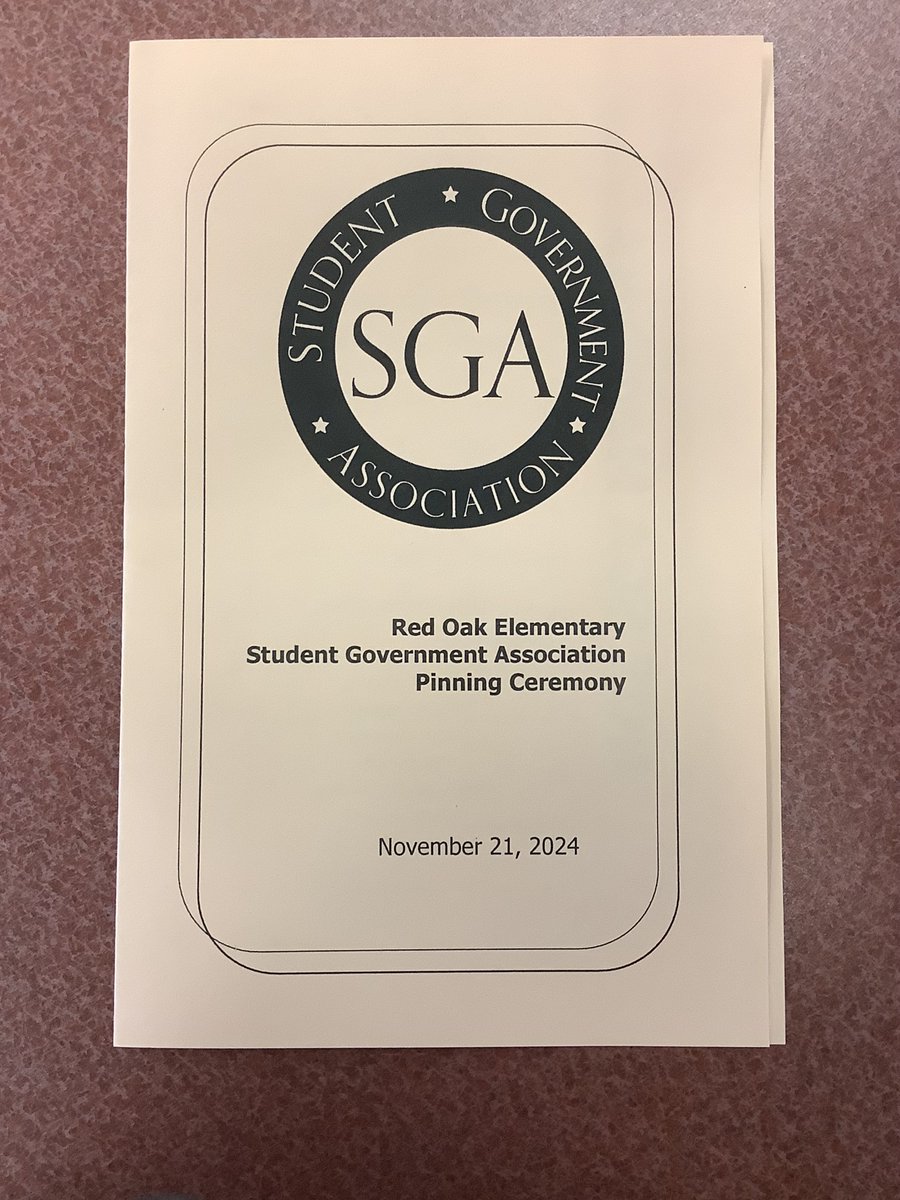 STUDENT GOVERNMENT ASSOCIATION
SGA
Red Oak Elementary
Student Government Association
Pinning Ceremony
November 21, 2024